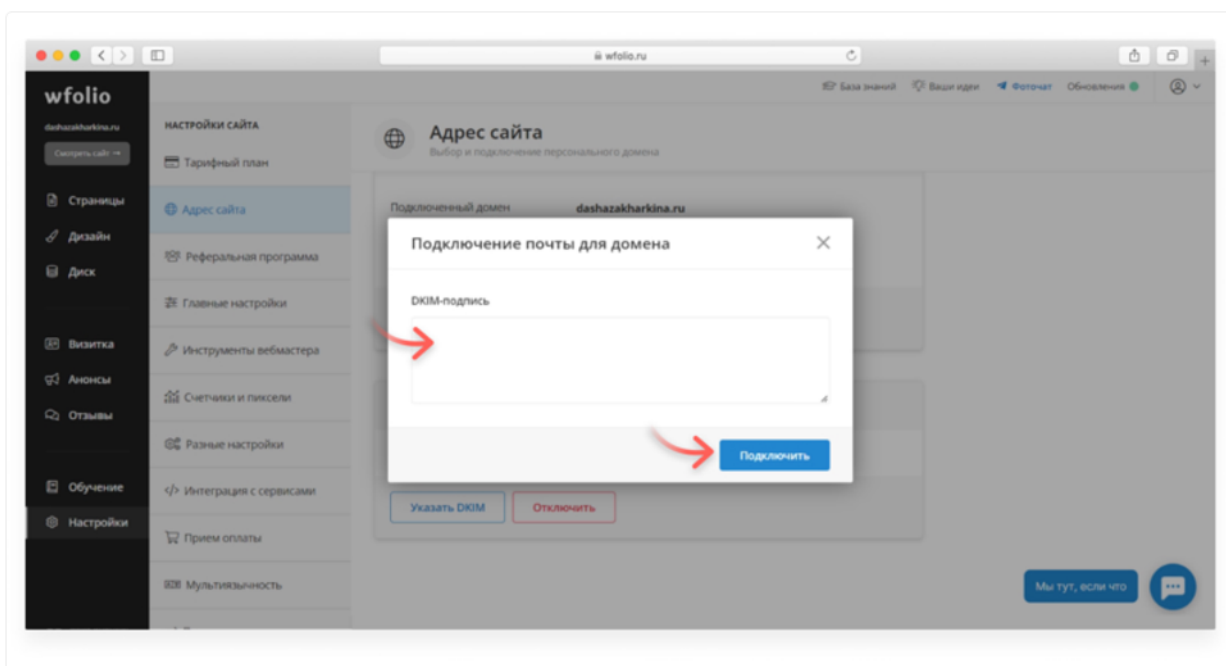 wfolio.ru
wfolio
dashazakharkina.ru
Смотреть сайт →
Страницы
Дизайн
Диск
Визитка
Анонсы
Отзывы
Обучение
Настройки
НАСТРОЙКИ САЙТА
Тарифный план
Адрес сайта
Реферальная программа
Главные настройки
Инструменты вебмастера
Счетчики и пиксели
Разные настройки
Интеграция с сервисами
Прием оплаты
Мультиязычность
База знаний Ваши идеи Фоточат Обновления
Адрес сайта
Выбор и подключение персонального домена
Подключенный домен dashazakharkina.ru
Подключение почты для домена
DKIM-подпись
Подключить
Указать DKIM Отключить
Мы тут, если что